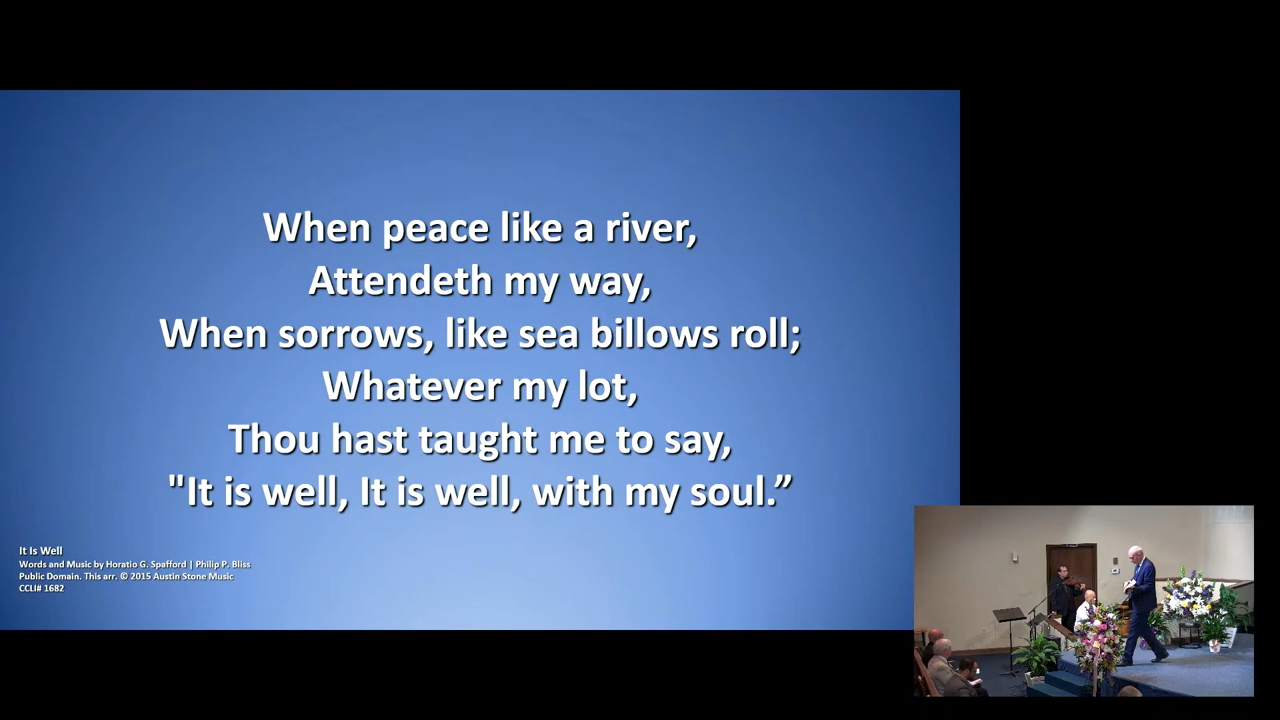 When peace like a river,
Attendeth my way,
When sorrows, like sea billows roll;
Whatever my lot,
Thou hast taught me to say,
"It is well, It is well, with my soul.”
It Is Well
Words and Music by Horatio G. Spafford | Philip P. Bliss
Public Domain. This arr. © 2015 Austin Stone Music
CCLI# 1682